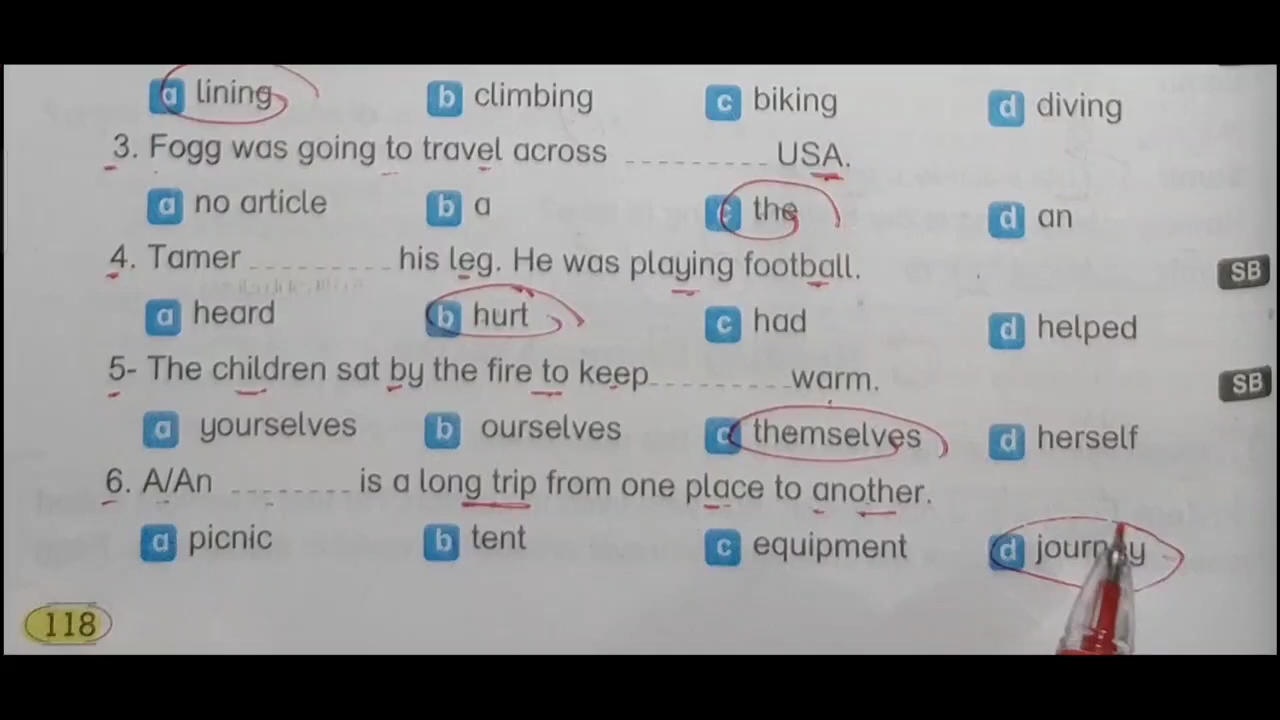 a lining b climbing c biking d diving
3. Fogg was going to travel across ---------- USA.
a no article b a c the d an
4. Tamer ---------- his leg. He was playing football. SB
a heard b hurt c had d helped
5- The children sat by the fire to keep---------- warm. SB
a yourselves b ourselves c themselves d herself
6. A/An -------- is a long trip from one place to another.
a picnic b tent c equipment d journey
118